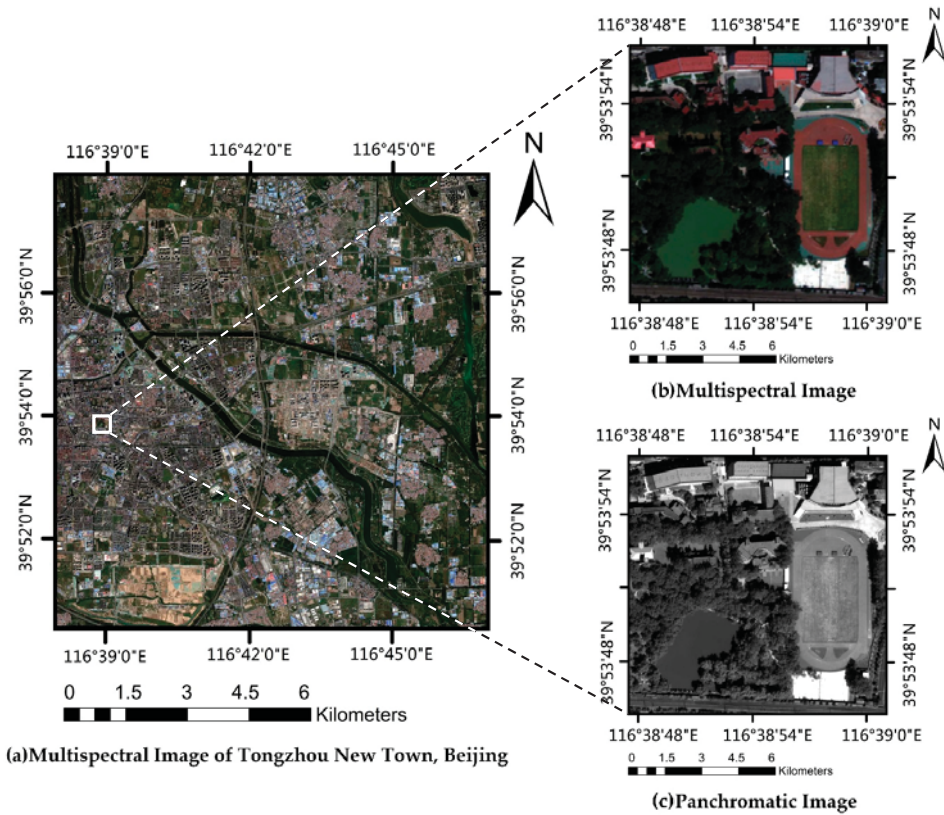 116°39'0"E 116°42'0"E 116°45'0"E
N
39°56'0"N 39°56'0"N
39°54'0"N 39°54'0"N
39°52'0"N 39°52'0"N
116°39'0"E 116°42'0"E 116°45'0"E
0 1.5 3 4.5 6
Kilometers
(a)Multispectral Image of Tongzhou New Town, Beijing
N
116°38'48"E 116°38'54"E 116°39'0"E
39°53'54"N 39°53'54"N
39°53'48"N 39°53'48"N
116°38'48"E 116°38'54"E 116°39'0"E
0 1.5 3 4.5 6
Kilometers
(b)Multispectral Image
N
116°38'48"E 116°38'54"E 116°39'0"E
39°53'54"N 39°53'54"N
39°53'48"N 39°53'48"N
116°38'48"E 116°38'54"E 116°39'0"E
0 1.5 3 4.5 6
Kilometers
(c)Panchromatic Image